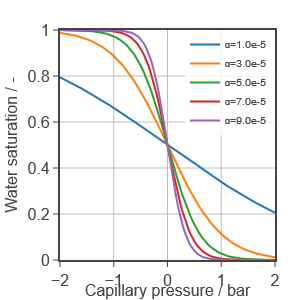 1
0.8
0.6
0.4
0.2
0
Water saturation / -
α=1.0e-5
α=3.0e-5
α=5.0e-5
α=7.0e-5
α=9.0e-5
−2 −1 0 1 2
Capillary pressure / bar